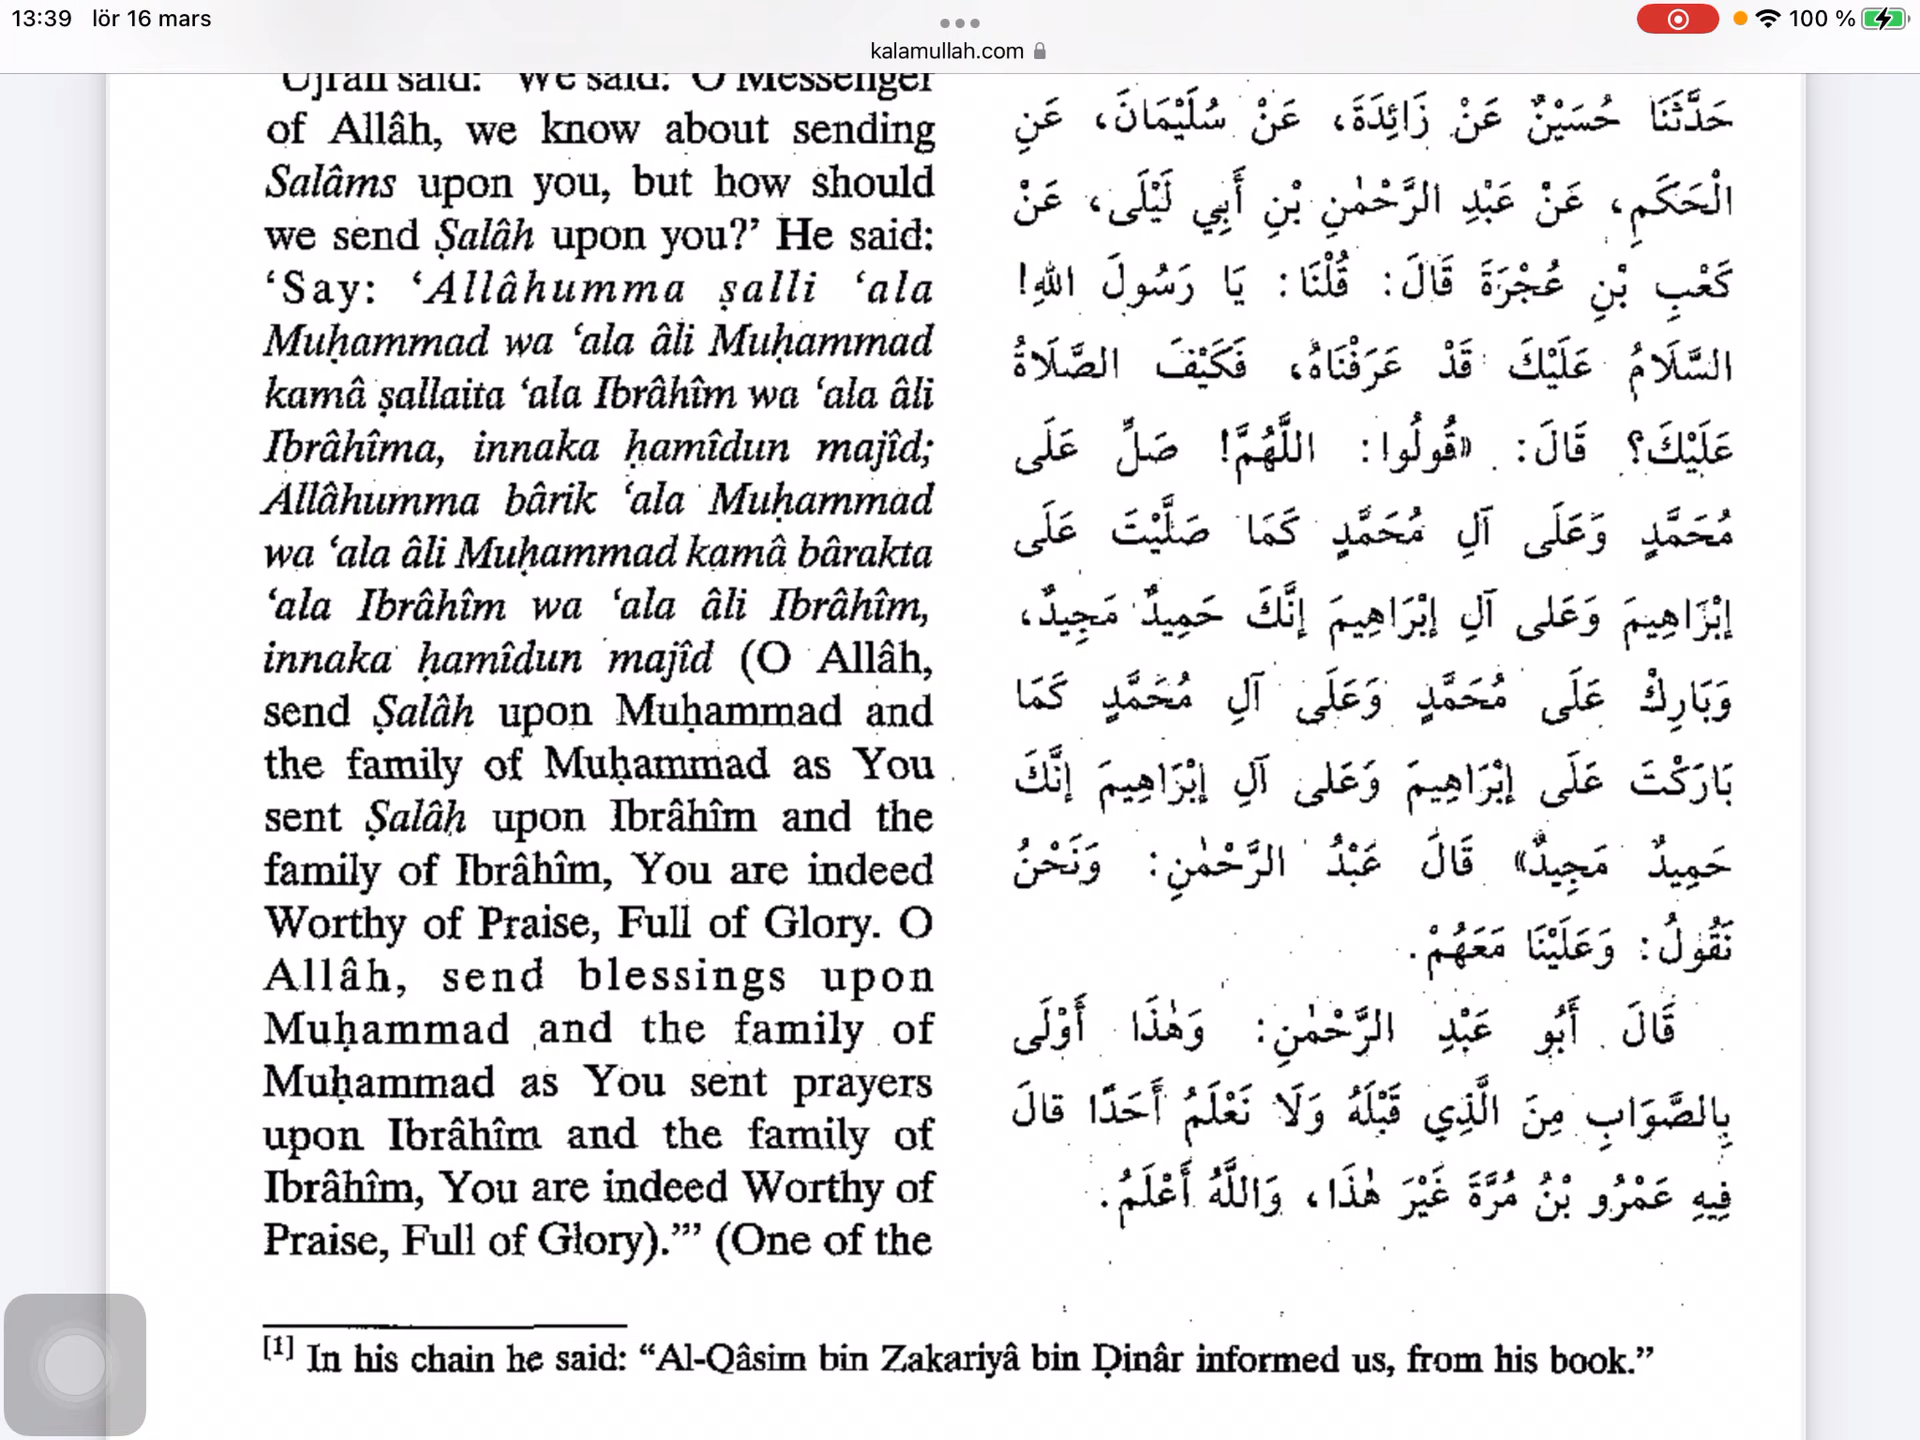 13:39 lör 16 mars
100 %
kalamullah.com
'Ujrah said: "We said: 'O Messenger
of Allâh, we know about sending
Salâms upon you, but how should
we send Ṣalâh upon you?' He said:
'Say: 'Allâhumma ṣalli 'ala
Muḥammad wa 'ala âli Muḥammad
kamâ ṣallaita 'ala Ibrâhîm wa 'ala âli
Ibrâhîma, innaka ḥamîdun majîd;
Allâhumma bârik 'ala Muḥammad
wa 'ala âli Muḥammad kamâ bârakta
'ala Ibrâhîm wa 'ala âli Ibrâhîm,
innaka ḥamîdun majîd (O Allâh,
send Ṣalâh upon Muḥammad and
the family of Muḥammad as You
sent Ṣalâh upon Ibrâhîm and the
family of Ibrâhîm, You are indeed
Worthy of Praise, Full of Glory. O
Allâh, send blessings upon
Muḥammad and the family of
Muḥammad as You sent prayers
upon Ibrâhîm and the family of
Ibrâhîm, You are indeed Worthy of
Praise, Full of Glory).'" (One of the
حَدَّثَنَا حُسَيْنٌ عَنْ زَائِدَةَ، عَنْ سُلَيْمَانَ، عَنِ
الْحَكَمِ، عَنْ عَبْدِ الرَّحْمٰنِ بْنِ أَبِي لَيْلَى، عَنْ
كَعْبِ بْنِ عُجْرَةَ قَالَ: قُلْنَا: يَا رَسُولَ اللهِ!
السَّلَامُ عَلَيْكَ قَدْ عَرَفْنَاهُ، فَكَيْفَ الصَّلَاةُ
عَلَيْكَ؟ قَالَ: «قُولُوا: اللَّهُمَّ! صَلِّ عَلَى
مُحَمَّدٍ وَعَلَى آلِ مُحَمَّدٍ كَمَا صَلَّيْتَ عَلَى
إِبْرَاهِيمَ وَعَلى آلِ إِبْرَاهِيمَ إِنَّكَ حَمِيدٌ مَجِيدٌ،
وَبَارِكْ عَلَى مُحَمَّدٍ وَعَلَى آلِ مُحَمَّدٍ كَمَا
بَارَكْتَ عَلَى إِبْرَاهِيمَ وَعَلى آلِ إِبْرَاهِيمَ إِنَّكَ
حَمِيدٌ مَجِيدٌ» قَالَ عَبْدُ الرَّحْمٰنِ: وَنَحْنُ
نَقُولُ: وَعَلَيْنَا مَعَهُمْ.
قَالَ أَبُو عَبْدِ الرَّحْمٰنِ: وَهٰذَا أَوْلَى
بِالصَّوَابِ مِنَ الَّذِي قَبْلَهُ وَلَا نَعْلَمُ أَحَدًا قالَ
فِيهِ عَمْرُو بْنُ مُرَّةَ غَيْرَ هٰذَا، وَاللَّهُ أَعْلَمُ.
[1] In his chain he said: "Al-Qâsim bin Zakariyâ bin Ḍinâr informed us, from his book."